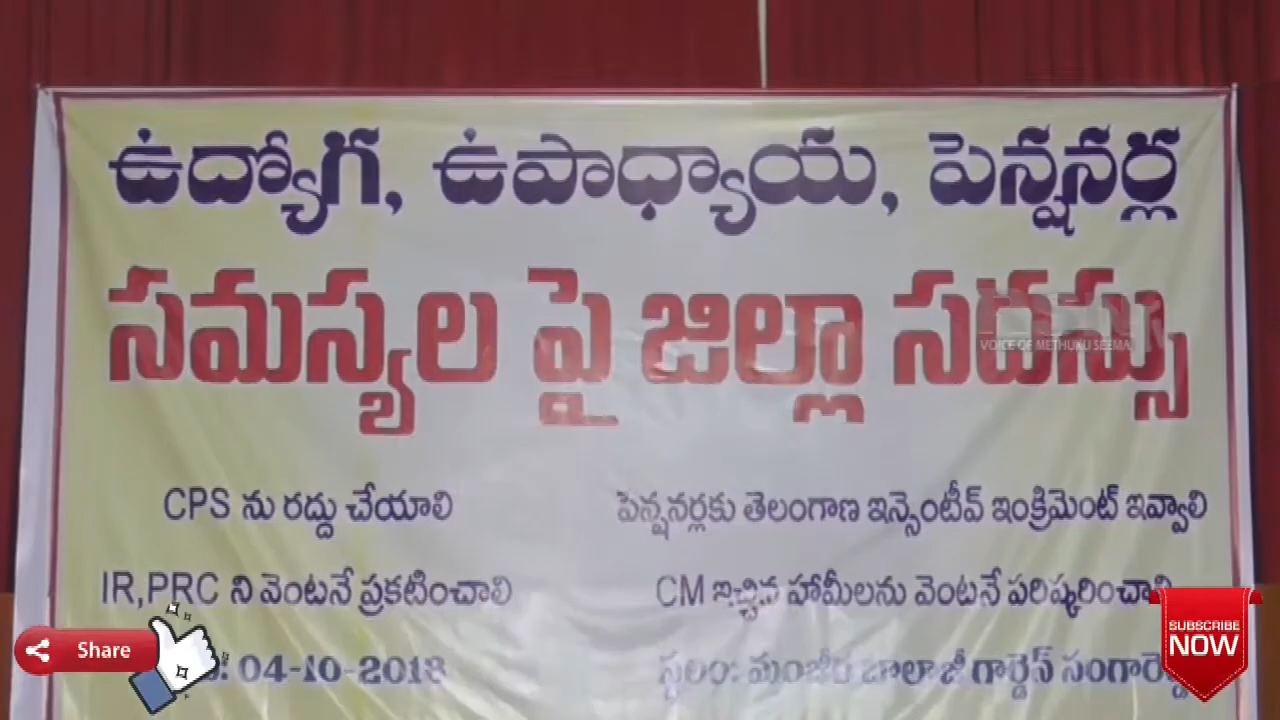 ఉద్యోగ, ఉపాధ్యాయ, పెన్షనర్ల
సమస్యల పై జిల్లా సదస్సు
VOICE OF METHUKU SEEMA
CPS ను రద్దు చేయాలి
పెన్షనర్లకు తెలంగాణ ఇన్సెంటీవ్ ఇంక్రిమెంట్ ఇవ్వాలి
IR,PRC ని వెంటనే ప్రకటించాలి
CM ఇచ్చిన హామీలను వెంటనే పరిష్కరించాలి
04-10-2018
స్థలం: మంజీర బాలాజీ గార్డెన్
Share
SUBSCRIBE
NOW